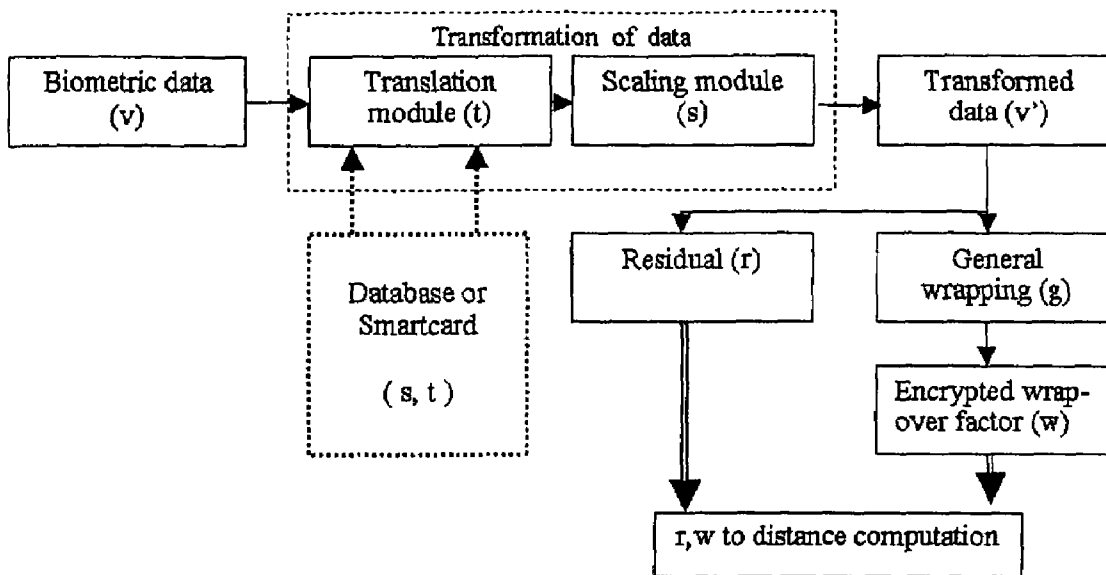 Transformation of data
Biometric data
(v)
Translation
module (t)
Scaling module
(s)
Transformed
data (v')
Database or
Smartcard
( s, t )
Residual (r)
General
wrapping (g)
Encrypted wrap-
over factor (w)
r,w to distance computation